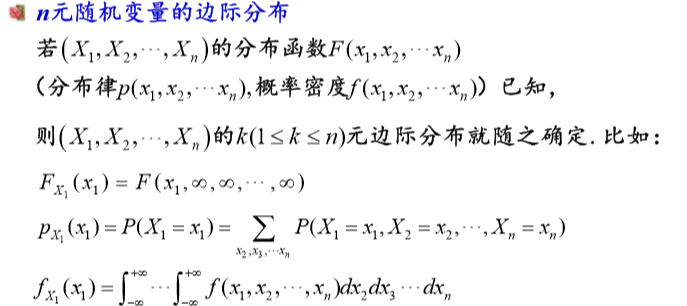 n元随机变量的边际分布
若(X₁,X₂,⋯,Xₙ)的分布函数F(x₁,x₂,⋯xₙ)
(分布律p(x₁,x₂,⋯xₙ),概率密度f(x₁,x₂,⋯xₙ))已知,
则(X₁,X₂,⋯,Xₙ)的k(1≤k≤n)元边际分布就随之确定.比如:
F_{X₁}(x₁)=F(x₁,∞,∞,⋯,∞)
p_{X₁}(x₁)=P(X₁=x₁)=∑_{x₂,x₃,⋯xₙ} P(X₁=x₁,X₂=x₂,⋯,Xₙ=xₙ)
f_{X₁}(x₁)=∫_{-∞}^{+∞}⋯∫_{-∞}^{+∞} f(x₁,x₂,⋯,xₙ)dx₂dx₃⋯dxₙ